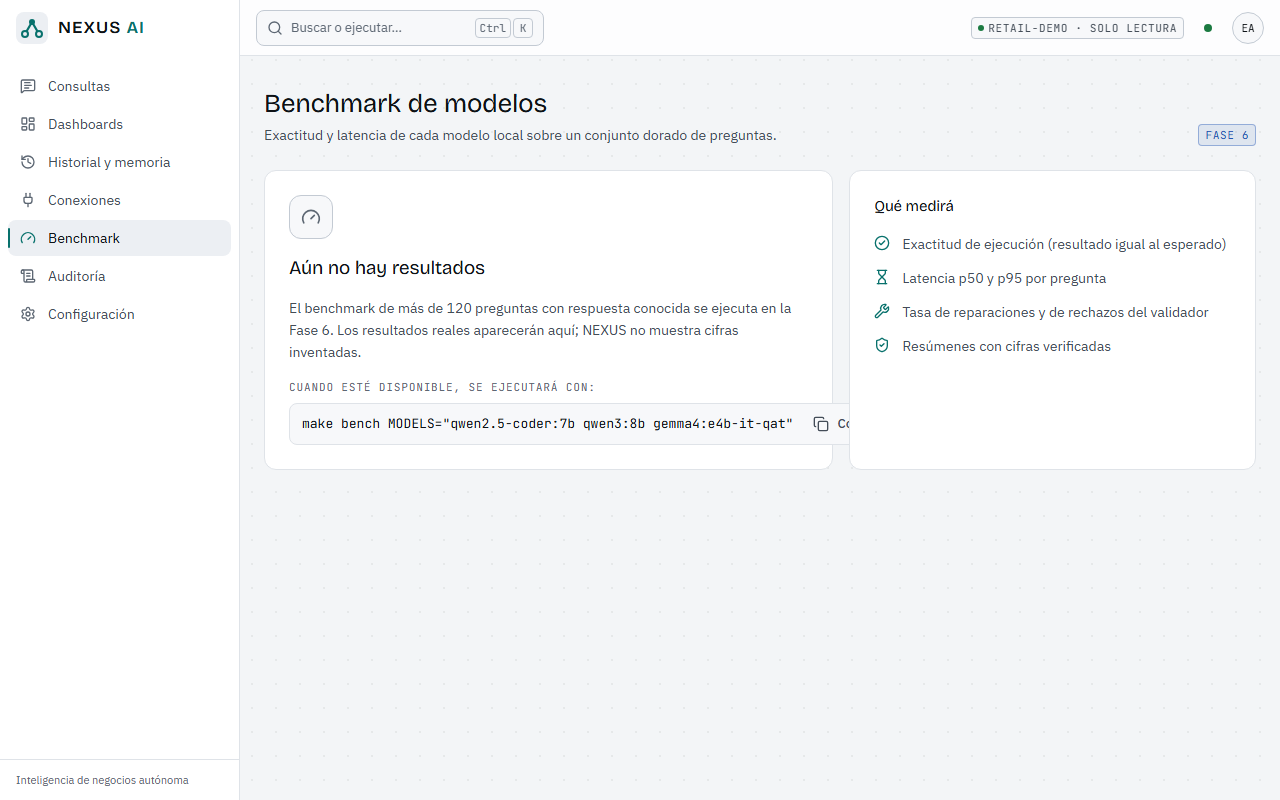 NEXUS AI
Buscar o ejecutar...
Ctrl K
RETAIL-DEMO · SOLO LECTURA
EA
Consultas
Dashboards
Historial y memoria
Conexiones
Benchmark
Auditoría
Configuración
Inteligencia de negocios autónoma
Benchmark de modelos
Exactitud y latencia de cada modelo local sobre un conjunto dorado de preguntas.
FASE 6
Aún no hay resultados
El benchmark de más de 120 preguntas con respuesta conocida se ejecuta en la
Fase 6. Los resultados reales aparecerán aquí; NEXUS no muestra cifras
inventadas.
CUANDO ESTÉ DISPONIBLE, SE EJECUTARÁ CON:
make bench MODELS="qwen2.5-coder:7b qwen3:8b gemma4:e4b-it-qat"
Qué medirá
Exactitud de ejecución (resultado igual al esperado)
Latencia p50 y p95 por pregunta
Tasa de reparaciones y de rechazos del validador
Resúmenes con cifras verificadas